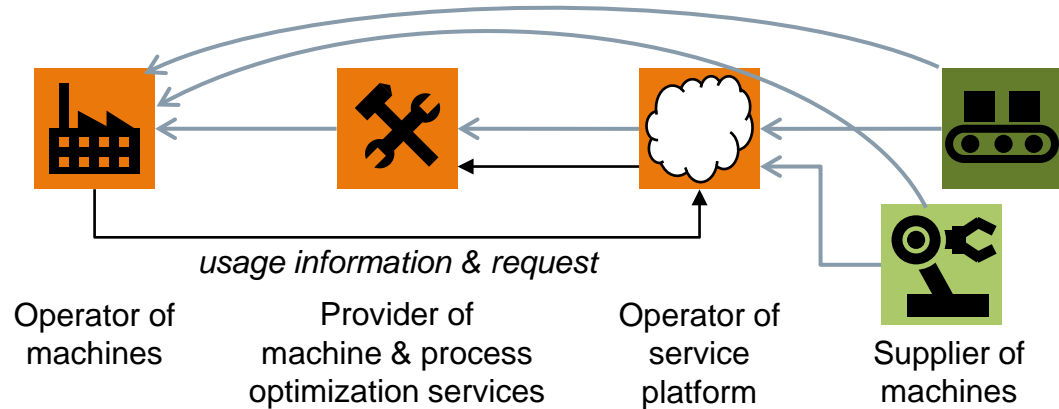 usage information & request
Operator of
machines
Provider of
machine & process
optimization services
Operator of
service
platform
Supplier of
machines